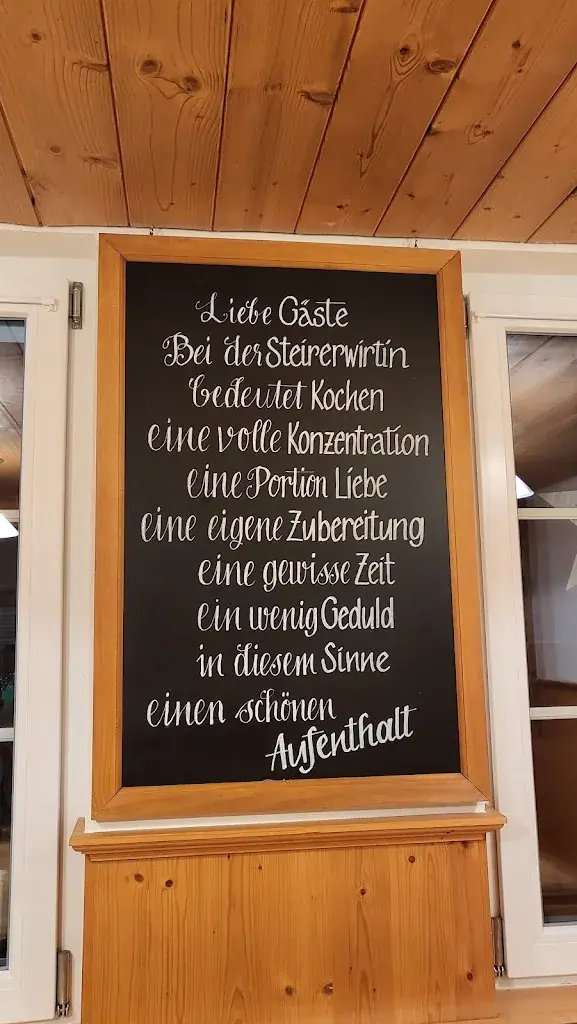 Liebe Gäste
Bei der Steirerwirtin
bedeutet Kochen
eine volle Konzentration
eine Portion Liebe
eine eigene Zubereitung
eine gewisse Zeit
ein wenig Geduld
in diesem Sinne
einen schönen
Aufenthalt